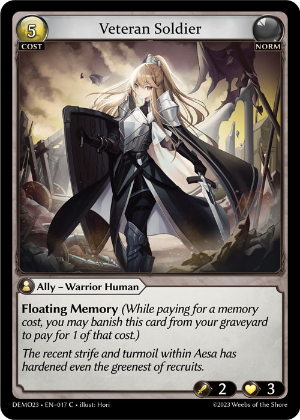 Veteran Soldier
5
COST
NORM
Ally – Warrior Human
Floating Memory (While paying for a memory
cost, you may banish this card from your graveyard
to pay for 1 of that cost.)
The recent strife and turmoil within Aesa has
hardened even the greenest of recruits.
2
3
DEMO23 • EN-017 C • illust: Hori
©2023 Weebs of the Shore